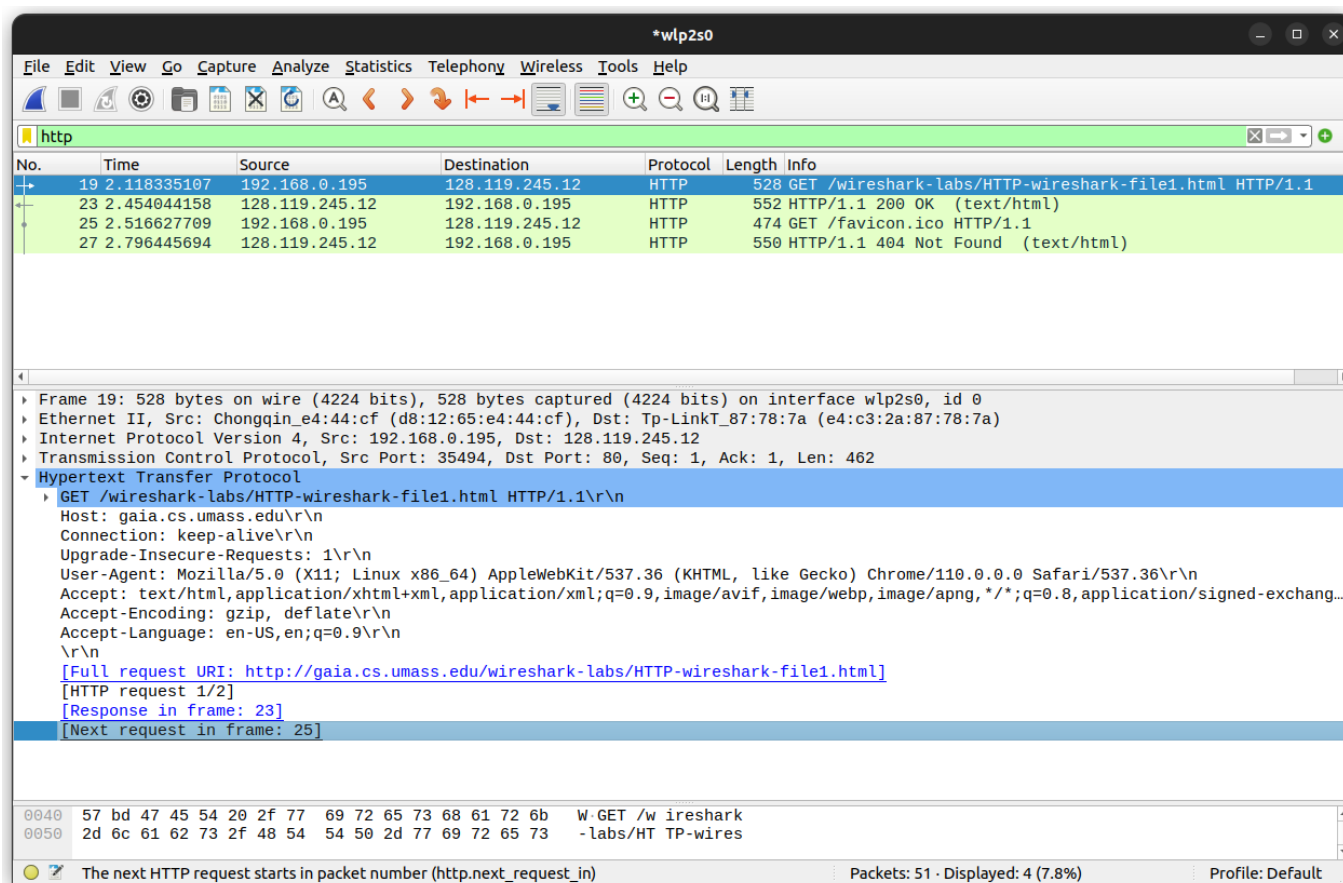 *wlp2s0
File Edit View Go Capture Analyze Statistics Telephony Wireless Tools Help
http
No. Time Source Destination Protocol Length Info
19 2.118335107 192.168.0.195 128.119.245.12 HTTP 528 GET /wireshark-labs/HTTP-wireshark-file1.html HTTP/1.1
23 2.454044158 128.119.245.12 192.168.0.195 HTTP 552 HTTP/1.1 200 OK (text/html)
25 2.516627709 192.168.0.195 128.119.245.12 HTTP 474 GET /favicon.ico HTTP/1.1
27 2.796445694 128.119.245.12 192.168.0.195 HTTP 550 HTTP/1.1 404 Not Found (text/html)
Frame 19: 528 bytes on wire (4224 bits), 528 bytes captured (4224 bits) on interface wlp2s0, id 0
Ethernet II, Src: Chongqin_e4:44:cf (d8:12:65:e4:44:cf), Dst: Tp-LinkT_87:78:7a (e4:c3:2a:87:78:7a)
Internet Protocol Version 4, Src: 192.168.0.195, Dst: 128.119.245.12
Transmission Control Protocol, Src Port: 35494, Dst Port: 80, Seq: 1, Ack: 1, Len: 462
Hypertext Transfer Protocol
GET /wireshark-labs/HTTP-wireshark-file1.html HTTP/1.1\r\n
Host: gaia.cs.umass.edu\r\n
Connection: keep-alive\r\n
Upgrade-Insecure-Requests: 1\r\n
User-Agent: Mozilla/5.0 (X11; Linux x86_64) AppleWebKit/537.36 (KHTML, like Gecko) Chrome/110.0.0.0 Safari/537.36\r\n
Accept: text/html,application/xhtml+xml,application/xml;q=0.9,image/avif,image/webp,image/apng,*/*;q=0.8,application/signed-exchang…
Accept-Encoding: gzip, deflate\r\n
Accept-Language: en-US,en;q=0.9\r\n
\r\n
[Full request URI: http://gaia.cs.umass.edu/wireshark-labs/HTTP-wireshark-file1.html]
[HTTP request 1/2]
[Response in frame: 23]
[Next request in frame: 25]
0040 57 bd 47 45 54 20 2f 77 69 72 65 73 68 61 72 6b W·GET /w ireshark
0050 2d 6c 61 62 73 2f 48 54 54 50 2d 77 69 72 65 73 -labs/HT TP-wires
The next HTTP request starts in packet number (http.next_request_in) Packets: 51 · Displayed: 4 (7.8%) Profile: Default